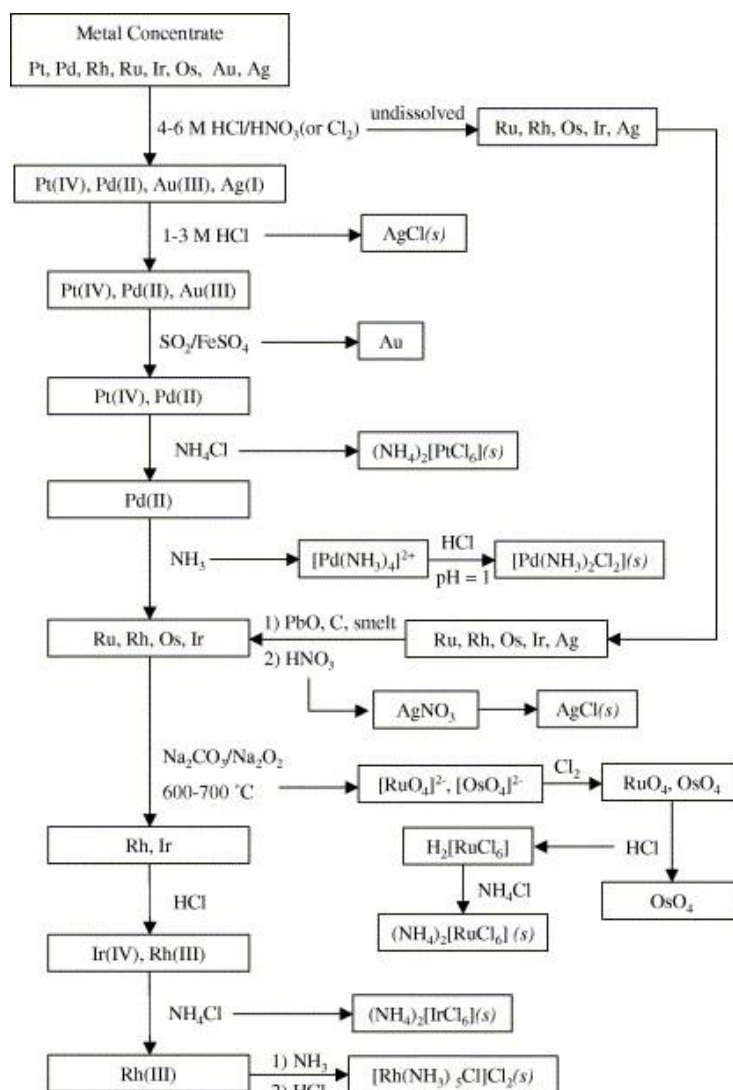 Metal Concentrate
Pt, Pd, Rh, Ru, Ir, Os, Au, Ag
4-6 M HCl/HNO₃(or Cl₂)
undissolved
Ru, Rh, Os, Ir, Ag
Pt(IV), Pd(II), Au(III), Ag(I)
1-3 M HCl
AgCl(s)
Pt(IV), Pd(II), Au(III)
SO₂/FeSO₄
Au
Pt(IV), Pd(II)
NH₄Cl
(NH₄)₂[PtCl₆](s)
Pd(II)
NH₃
[Pd(NH₃)₄]²⁺
HCl
pH = 1
[Pd(NH₃)₂Cl₂](s)
Ru, Rh, Os, Ir
1) PbO, C, smelt
2) HNO₃
Ru, Rh, Os, Ir, Ag
AgNO₃
AgCl(s)
Na₂CO₃/Na₂O₂
600-700 °C
[RuO₄]²⁻, [OsO₄]²⁻
Cl₂
RuO₄, OsO₄
Rh, Ir
H₂[RuCl₆]
HCl
HCl
NH₄Cl
OsO₄
(NH₄)₂[RuCl₆] (s)
Ir(IV), Rh(III)
NH₄Cl
(NH₄)₂[IrCl₆](s)
Rh(III)
1) NH₃
2) HCl
[Rh(NH₃)₅Cl]Cl₂(s)